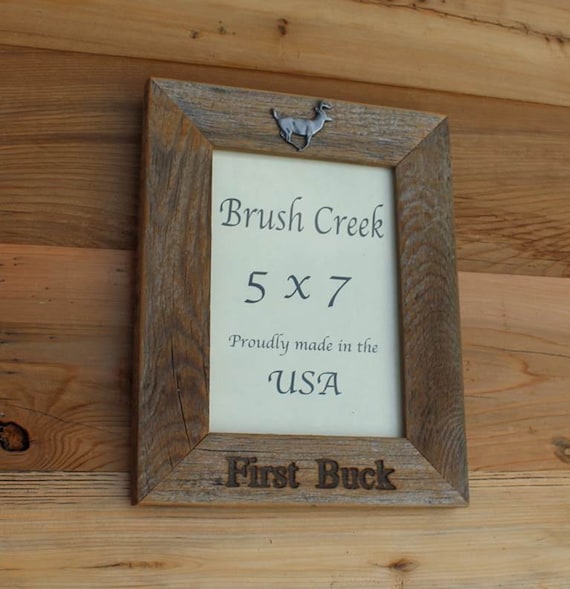 Brush Creek
5 x 7
Proudly made in the
USA
First Buck